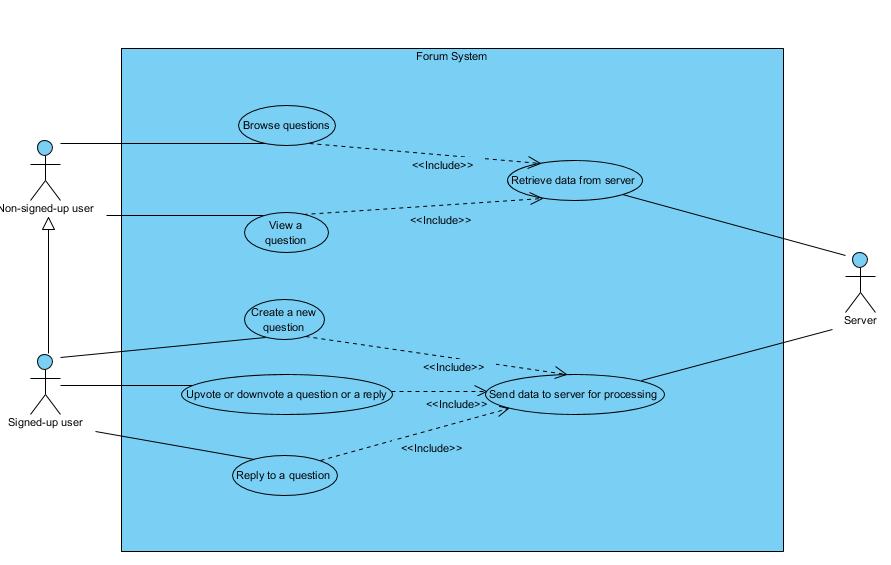 Forum System
Browse questions
<<Include>>
Retrieve data from server
Non-signed-up user
<<Include>>
View a
question
Server
Create a new
question
<<Include>>
Upvote or downvote a question or a reply
Send data to server for processing
<<Include>>
Signed-up user
<<Include>>
Reply to a question